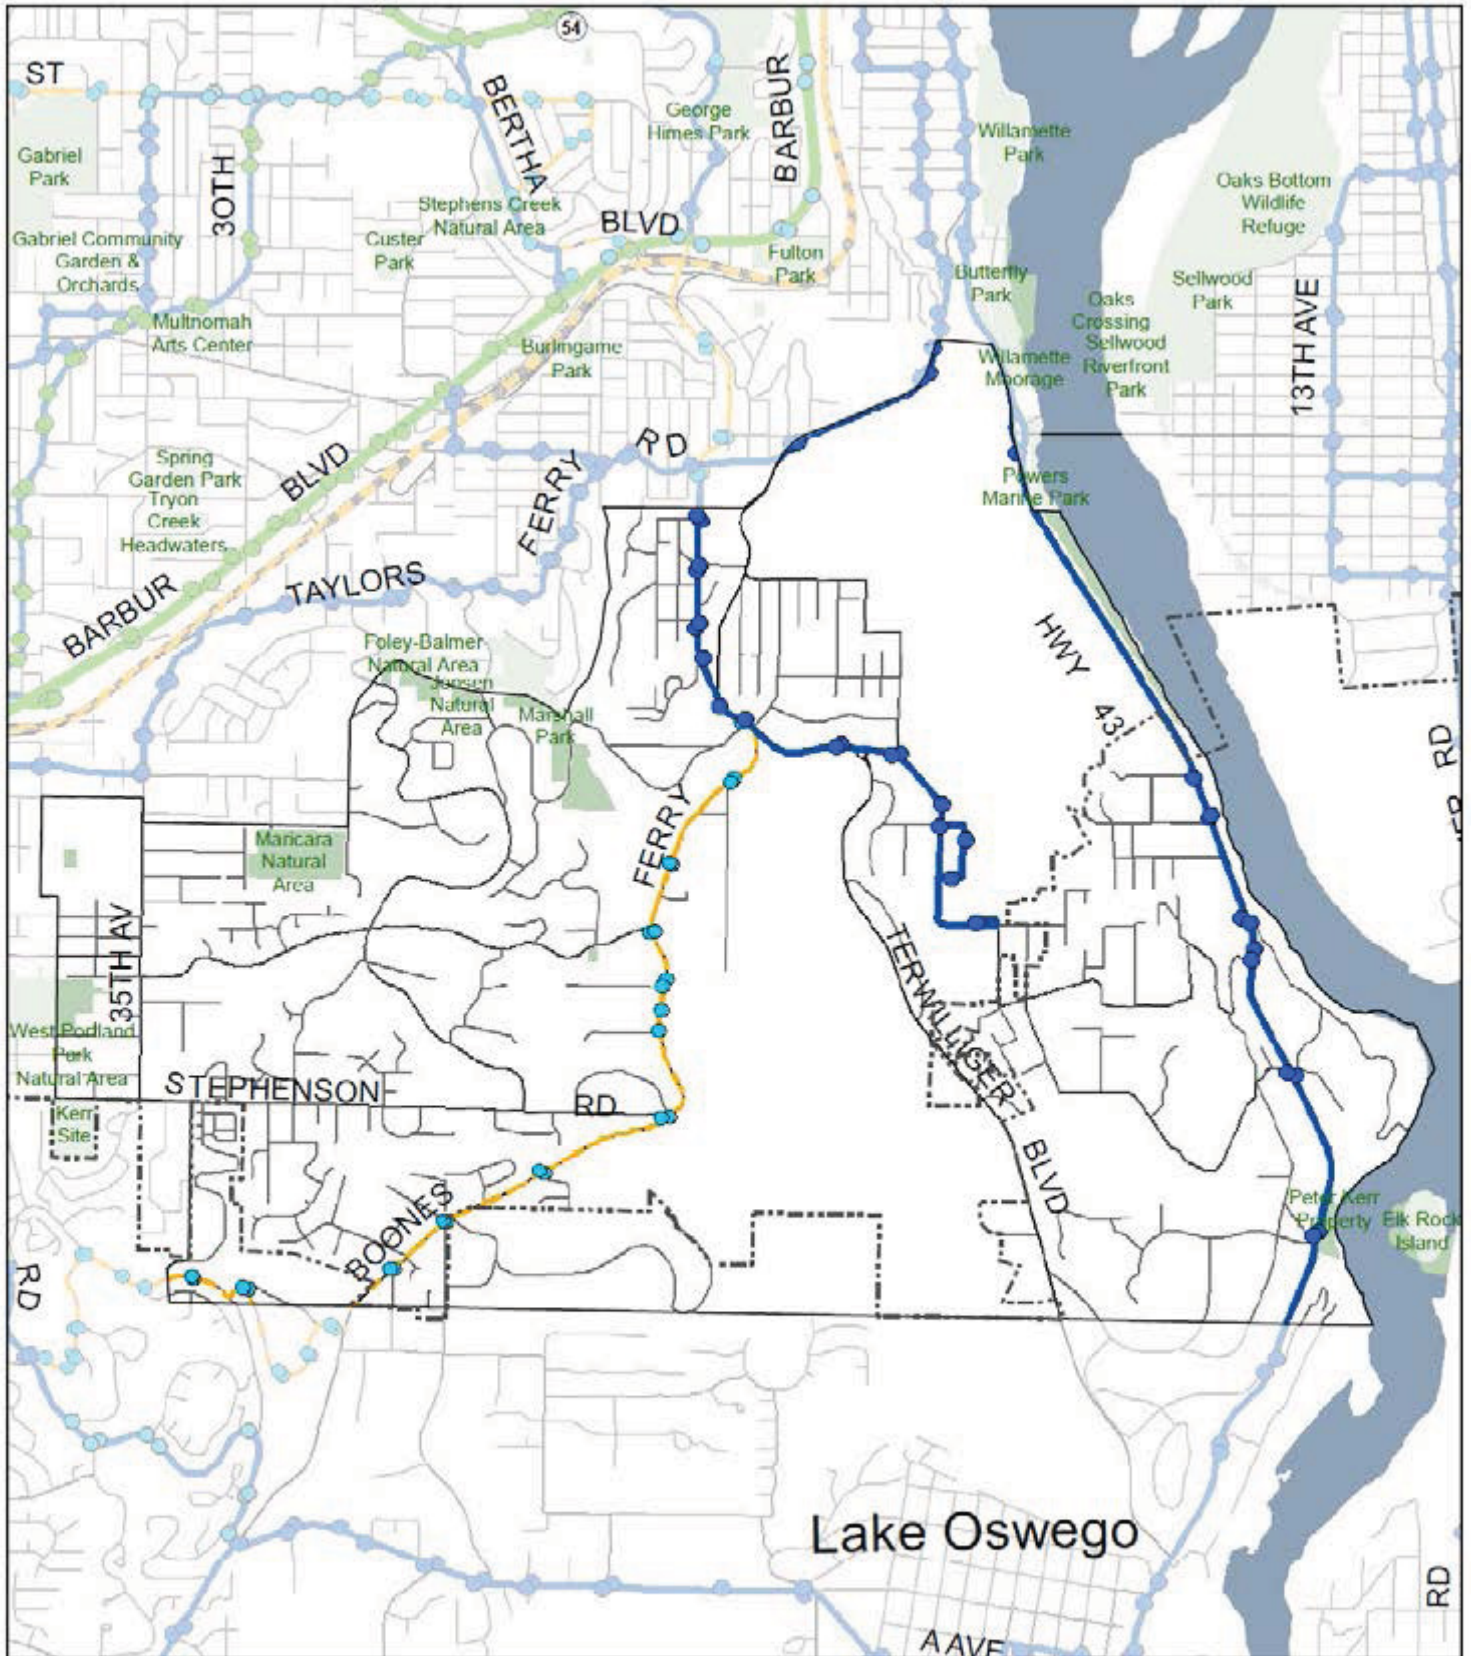 54
ST
BERTHA
George
Himes Park
BARBUR
Willamette
Park
Gabriel
Park
30TH
Oaks Bottom
Wildlife
Refuge
Stephens Creek
Natural Area
BLVD
Gabriel Community
Garden &
Orchards
Custer
Park
Fulton
Park
Butterfly
Park
Sellwood
Park
Oaks
Crossing
Sellwood
Riverfront
Park
13TH AVE
Multnomah
Arts Center
Burlingame
Park
Willamette
Moorage
RD
FERRY
BLVD
Spring
Garden Park
Tryon
Creek
Headwaters
Powers
Marine Park
TAYLORS
BARBUR
Foley-Balmer
Natural Area
Jensen
Natural
Area
Marshall
Park
HWY
43
RD
FERRY
Maricara
Natural
Area
35TH AV
TERWILLIGER
West Portland
Park
Natural Area
STEPHENSON
RD
Kerr
Site
BLVD
BOONES
Peter Kerr
Property
Elk Rock
Island
RD
Lake Oswego
RD
A AVE